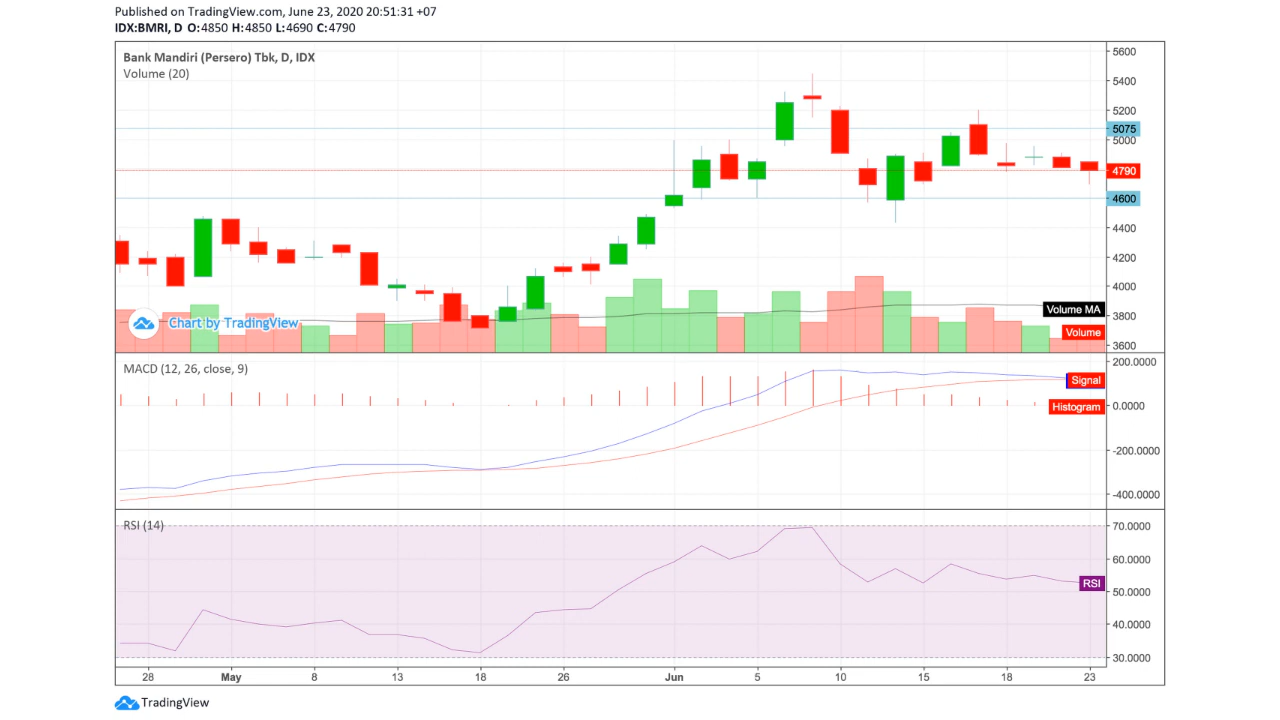 Published on TradingView.com, June 23, 2020 20:51:31 +07
IDX:BMRI, D O:4850 H:4850 L:4690 C:4790
Bank Mandiri (Persero) Tbk, D, IDX
Volume (20)
5600
5400
5200
5075
5000
4790
4600
4400
4200
4000
3800
3600
Volume MA
Volume
Chart by TradingView
MACD (12, 26, close, 9)
200.0000
Signal
Histogram
0.0000
-200.0000
-400.0000
RSI (14)
70.0000
60.0000
RSI
50.0000
40.0000
30.0000
28 May 8 13 18 26 Jun 5 10 15 18 23
TradingView